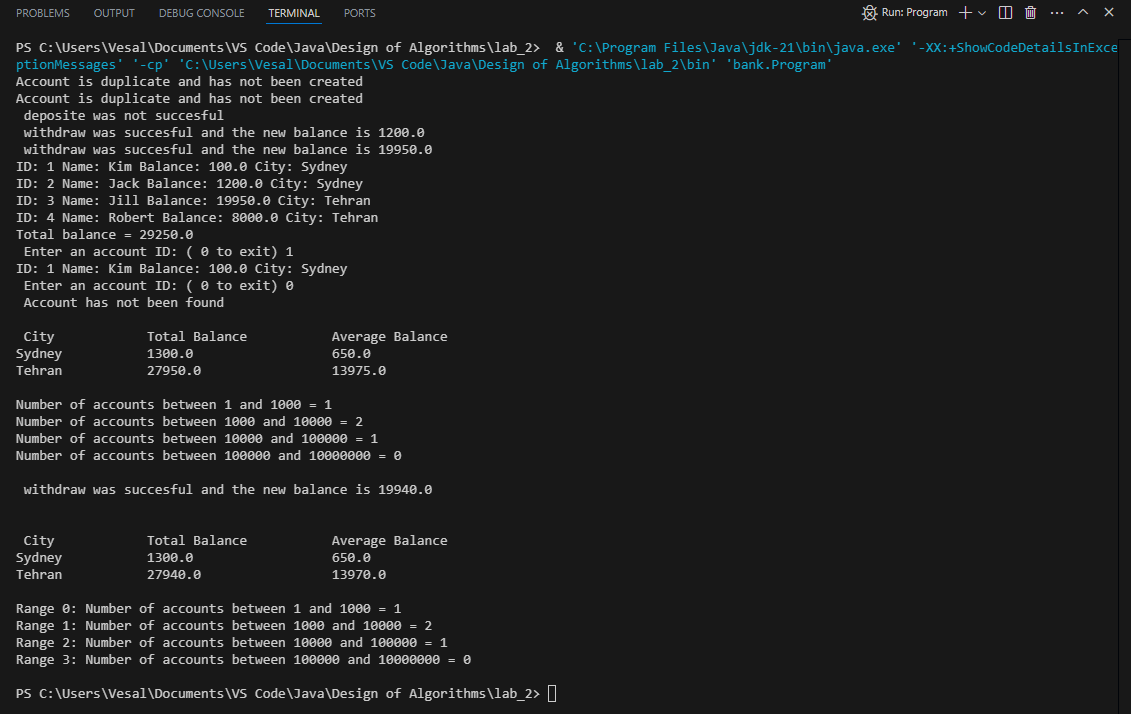 PROBLEMS OUTPUT DEBUG CONSOLE TERMINAL PORTS Run: Program
PS C:\Users\Vesal\Documents\VS Code\Java\Design of Algorithms\lab_2>  & 'C:\Program Files\Java\jdk-21\bin\java.exe' '-XX:+ShowCodeDetailsInExce
ptionMessages' '-cp' 'C:\Users\Vesal\Documents\VS Code\Java\Design of Algorithms\lab_2\bin' 'bank.Program'
Account is duplicate and has not been created
Account is duplicate and has not been created
 deposite was not succesful
 withdraw was succesful and the new balance is 1200.0
 withdraw was succesful and the new balance is 19950.0
ID: 1 Name: Kim Balance: 100.0 City: Sydney
ID: 2 Name: Jack Balance: 1200.0 City: Sydney
ID: 3 Name: Jill Balance: 19950.0 City: Tehran
ID: 4 Name: Robert Balance: 8000.0 City: Tehran
Total balance = 29250.0
 Enter an account ID: ( 0 to exit) 1
ID: 1 Name: Kim Balance: 100.0 City: Sydney
 Enter an account ID: ( 0 to exit) 0
 Account has not been found
 City            Total Balance           Average Balance
Sydney           1300.0                  650.0
Tehran           27950.0                 13975.0
Number of accounts between 1 and 1000 = 1
Number of accounts between 1000 and 10000 = 2
Number of accounts between 10000 and 100000 = 1
Number of accounts between 100000 and 10000000 = 0
 withdraw was succesful and the new balance is 19940.0
 City            Total Balance           Average Balance
Sydney           1300.0                  650.0
Tehran           27940.0                 13970.0
Range 0: Number of accounts between 1 and 1000 = 1
Range 1: Number of accounts between 1000 and 10000 = 2
Range 2: Number of accounts between 10000 and 100000 = 1
Range 3: Number of accounts between 100000 and 10000000 = 0
PS C:\Users\Vesal\Documents\VS Code\Java\Design of Algorithms\lab_2>